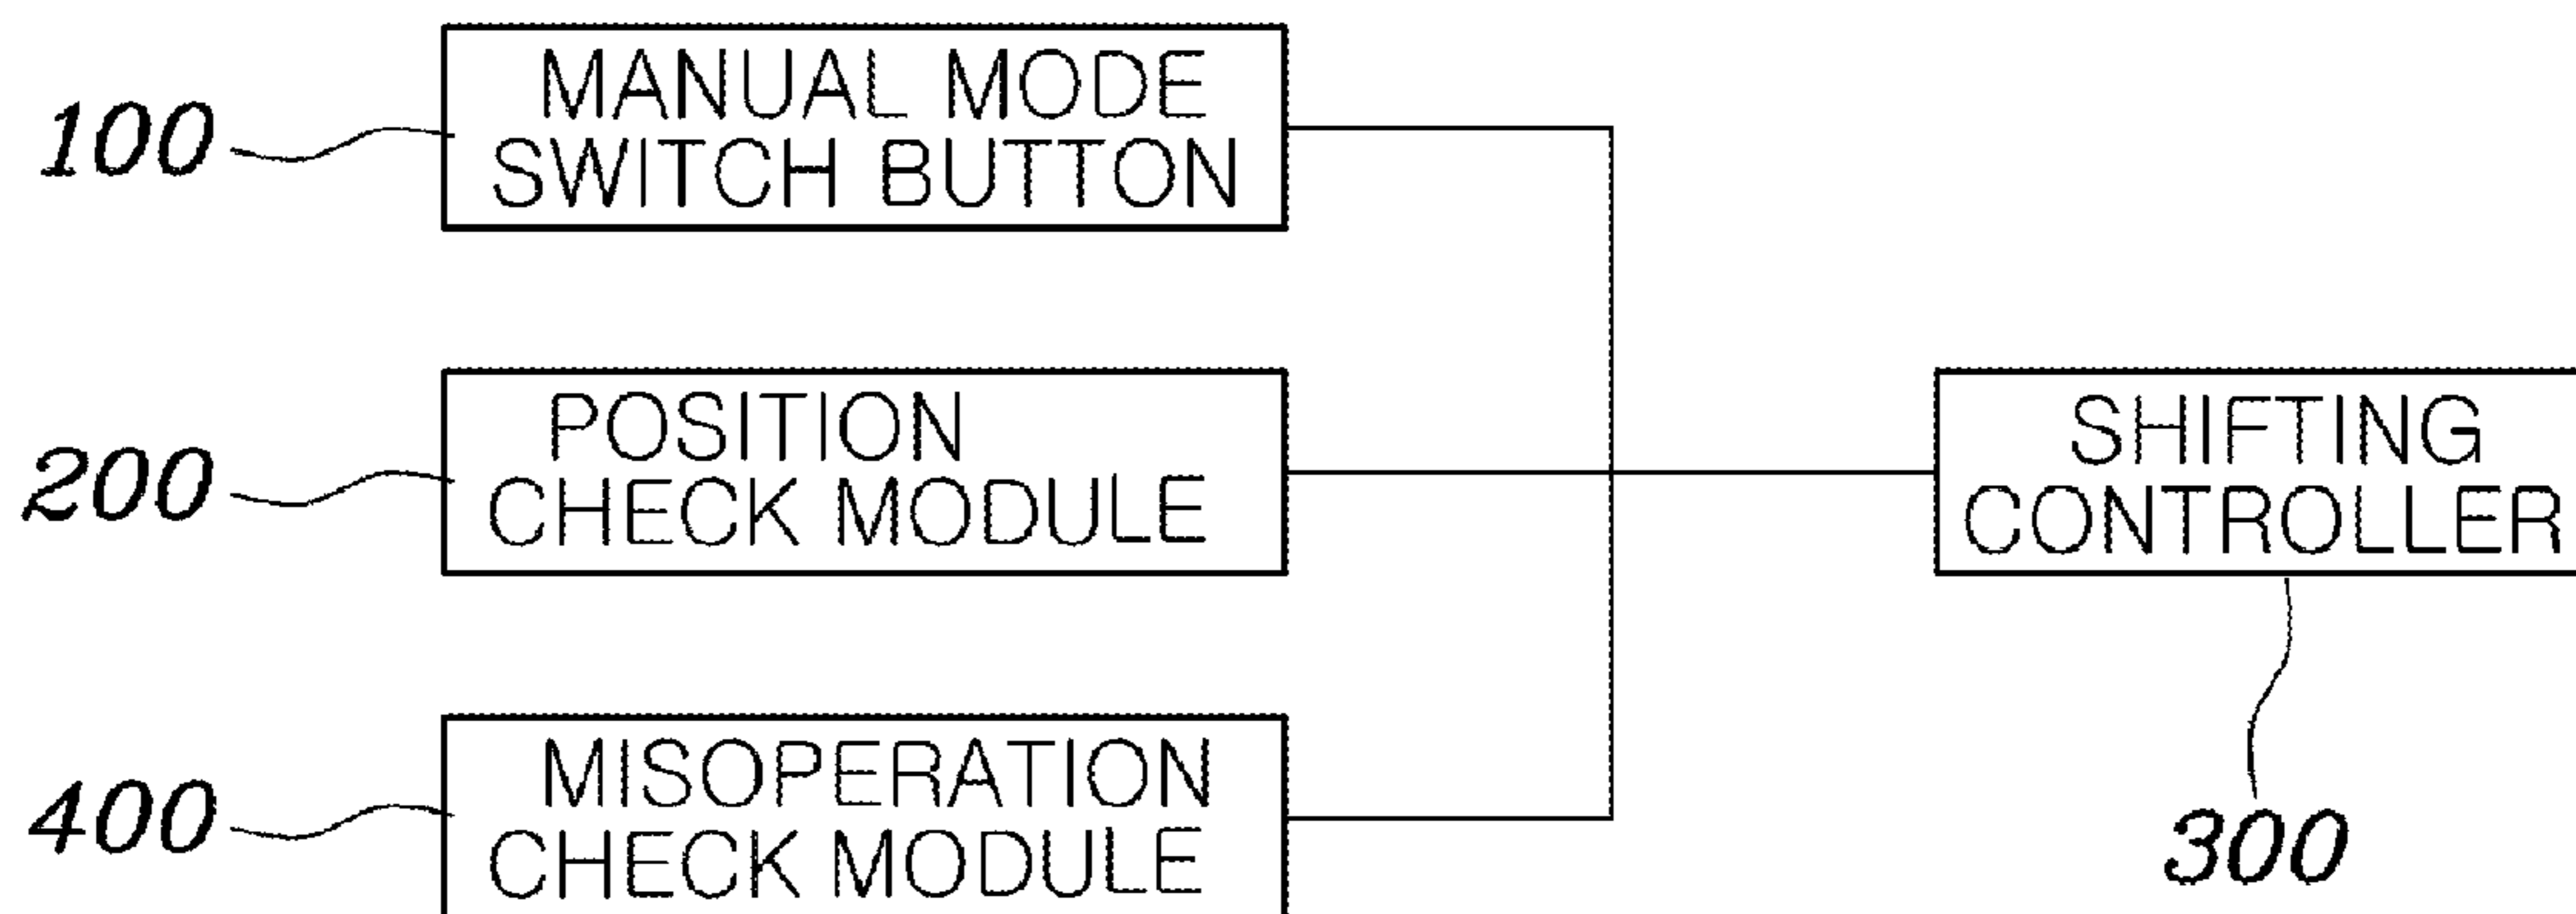 100
MANUAL MODE
SWITCH BUTTON
200
POSITION
CHECK MODULE
SHIFTING
CONTROLLER
400
MISOPERATION
CHECK MODULE
300